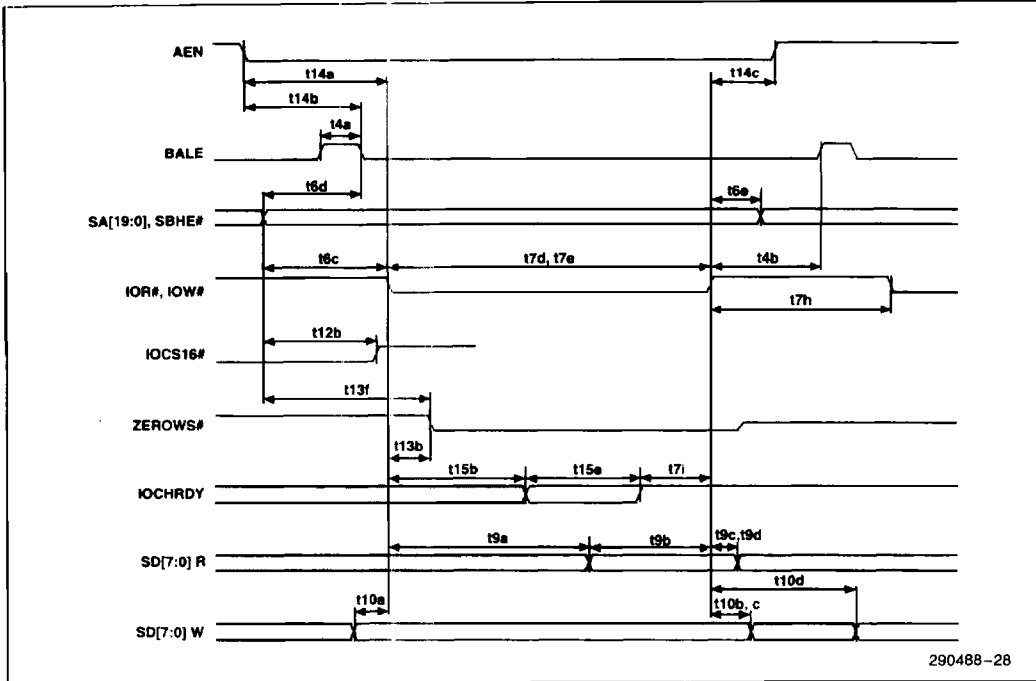 AEN
t14a
t14c
t14b
t4a
BALE
t6d
t6e
SA[19:0], SBHE#
t6c
t7d, t7e
t4b
IOR#, IOW#
t7h
t12b
IOCS16#
t13f
ZEROWS#
t13b
t15b
t15e
t7i
IOCHRDY
t9a
t9b
t9c,t9d
SD[7:0] R
t10d
t10a
t10b, c
SD[7:0] W
290488-28